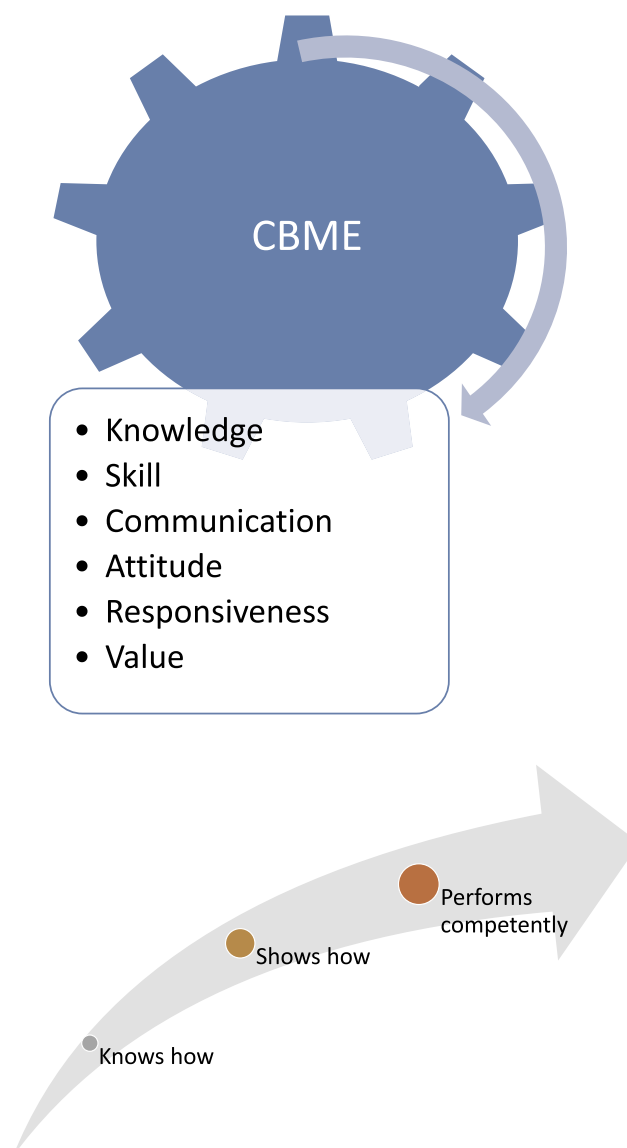 CBME
• Knowledge
• Skill
• Communication
• Attitude
• Responsiveness
• Value
Performs
competently
Shows how
Knows how